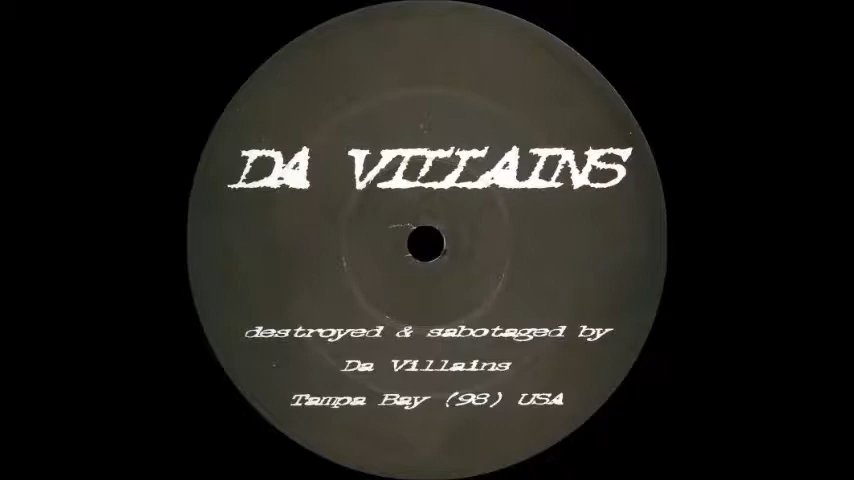 DA VILLAINS
destroyed & sabotaged by
Da Villains
Tampa Bay (98) USA